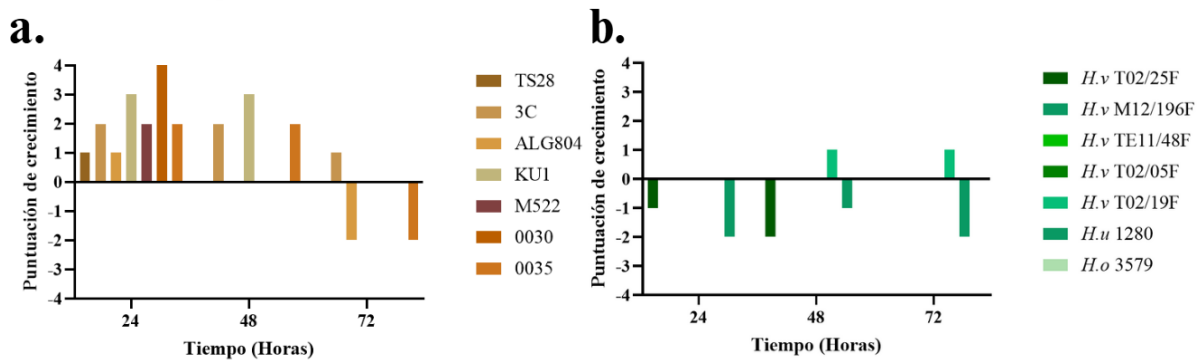 a.
Puntuación de crecimiento
4
3
2
1
0
-1
-2
-3
-4
24
48
72
Tiempo (Horas)
TS28
3C
ALG804
KU1
M522
0030
0035
b.
Puntuación de crecimiento
4
3
2
1
0
-1
-2
-3
-4
24
48
72
Tiempo (Horas)
H.v T02/25F
H.v M12/196F
H.v TE11/48F
H.v T02/05F
H.v T02/19F
H.u 1280
H.o 3579